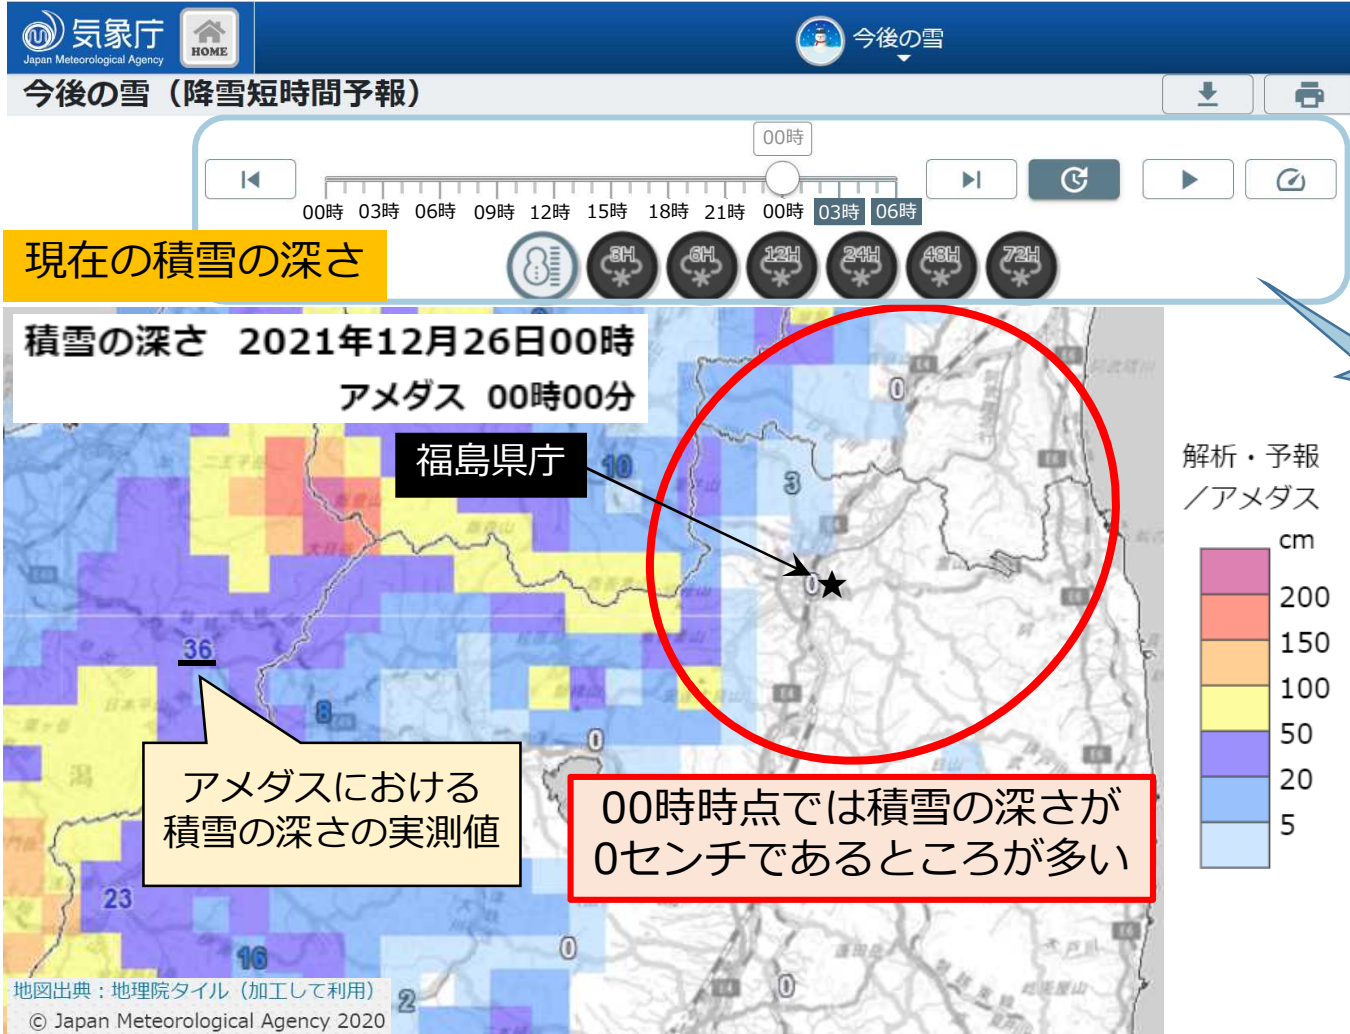 気象庁
Japan Meteorological Agency
HOME
今後の雪
今後の雪（降雪短時間予報）
00時
00時 03時 06時 09時 12時 15時 18時 21時 00時 03時 06時
現在の積雪の深さ
3H 6H 12H 24H 48H 72H
積雪の深さ 2021年12月26日00時
アメダス 00時00分
福島県庁
0
10
3
0
36
8
0
23
16
0
2
0
アメダスにおける
積雪の深さの実測値
00時時点では積雪の深さが
0センチであるところが多い
解析・予報
／アメダス
cm
200
150
100
50
20
5
地図出典：地理院タイル（加工して利用）
© Japan Meteorological Agency 2020